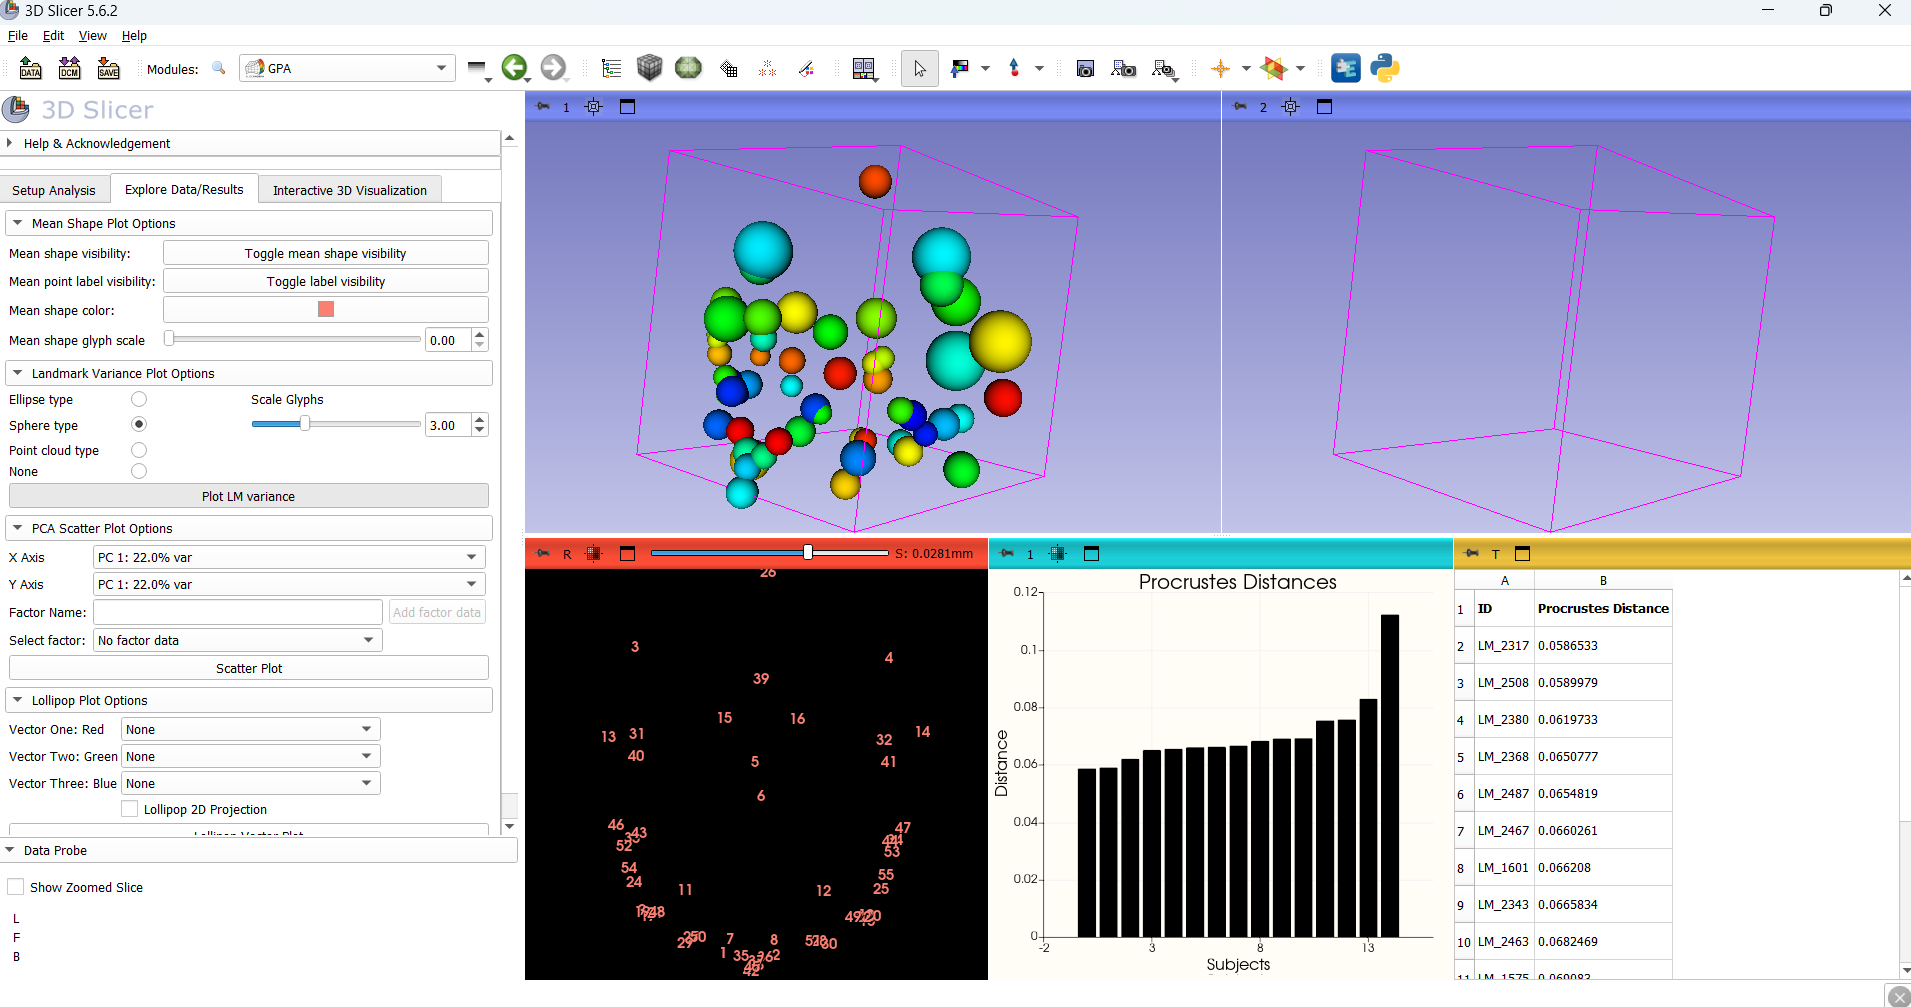 3D Slicer 5.6.2
File Edit View Help
DATA DCM SAVE Modules: GPA
3D Slicer
Help & Acknowledgement
Setup Analysis Explore Data/Results Interactive 3D Visualization
Mean Shape Plot Options
Mean shape visibility: Toggle mean shape visibility
Mean point label visibility: Toggle label visibility
Mean shape color:
Mean shape glyph scale 0.00
Landmark Variance Plot Options
Ellipse type Scale Glyphs
Sphere type 3.00
Point cloud type
None
Plot LM variance
PCA Scatter Plot Options
X Axis PC 1: 22.0% var
Y Axis PC 1: 22.0% var
Factor Name: Add factor data
Select factor: No factor data
Scatter Plot
Lollipop Plot Options
Vector One: Red None
Vector Two: Green None
Vector Three: Blue None
Lollipop 2D Projection
Lollipop Vector Plot
Data Probe
Show Zoomed Slice
L
F
B
1
2
R S: 0.0281mm
26
3
4
39
15 16
13 31 32 14
40 5 41
6
46 43 47
52 53
54 55
24 11 12 25
7 8
29 50 60
1 35 2
42
1
Procrustes Distances
0.12
0.1
0.08
0.06
0.04
0.02
0
-2 3 8 13
Distance
Subjects
T
A B
1 ID Procrustes Distance
2 LM_2317 0.0586533
3 LM_2508 0.0589979
4 LM_2380 0.0619733
5 LM_2368 0.0650777
6 LM_2487 0.0654819
7 LM_2467 0.0660261
8 LM_1601 0.066208
9 LM_2343 0.0665834
10 LM_2463 0.0682469
11 LM_1575 0.069083